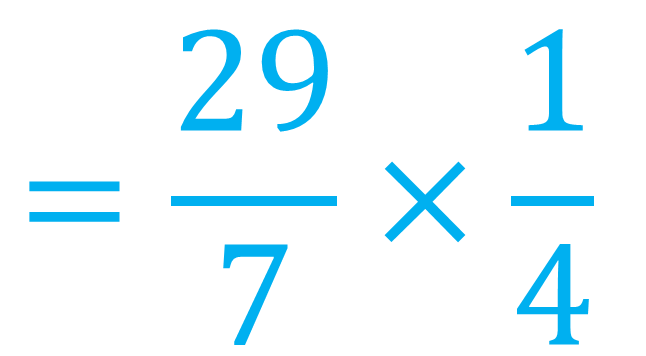 = 29/7 × 1/4